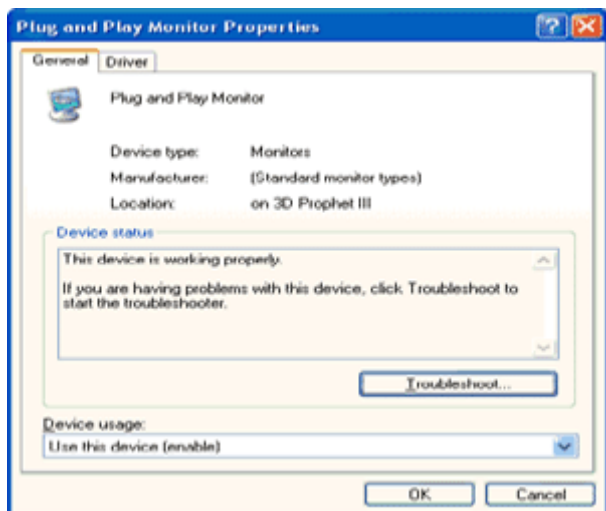 Plug and Play Monitor Properties
General Driver
Plug and Play Monitor
Device type: Monitors
Manufacturer: (Standard monitor types)
Location: on 3D Prophet III
Device status
This device is working properly.
If you are having problems with this device, click Troubleshoot to
start the troubleshooter.
Troubleshoot...
Device usage:
Use this device (enable)
OK Cancel